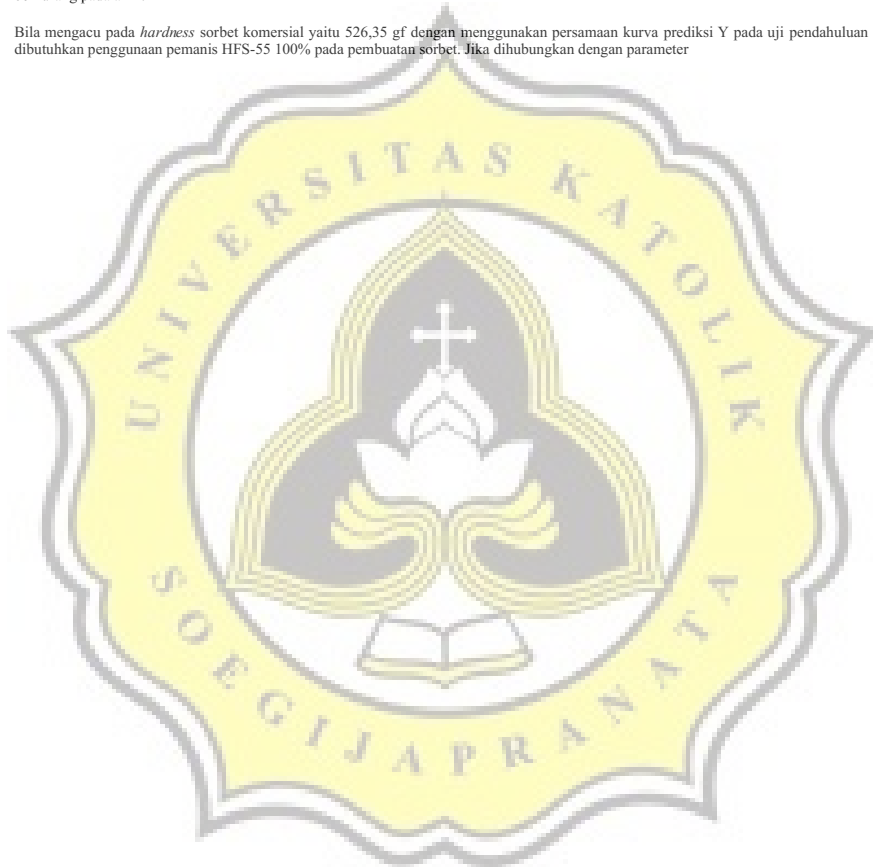 Bila mengacu pada hardness sorbet komersial yaitu 526,35 gf dengan menggunakan persamaan kurva prediksi Y pada uji pendahuluan
dibutuhkan penggunaan pemanis HFS-55 100% pada pembuatan sorbet. Jika dihubungkan dengan parameter
UNIVERSITAS KATOLIK
SOEGIJAPRANATA